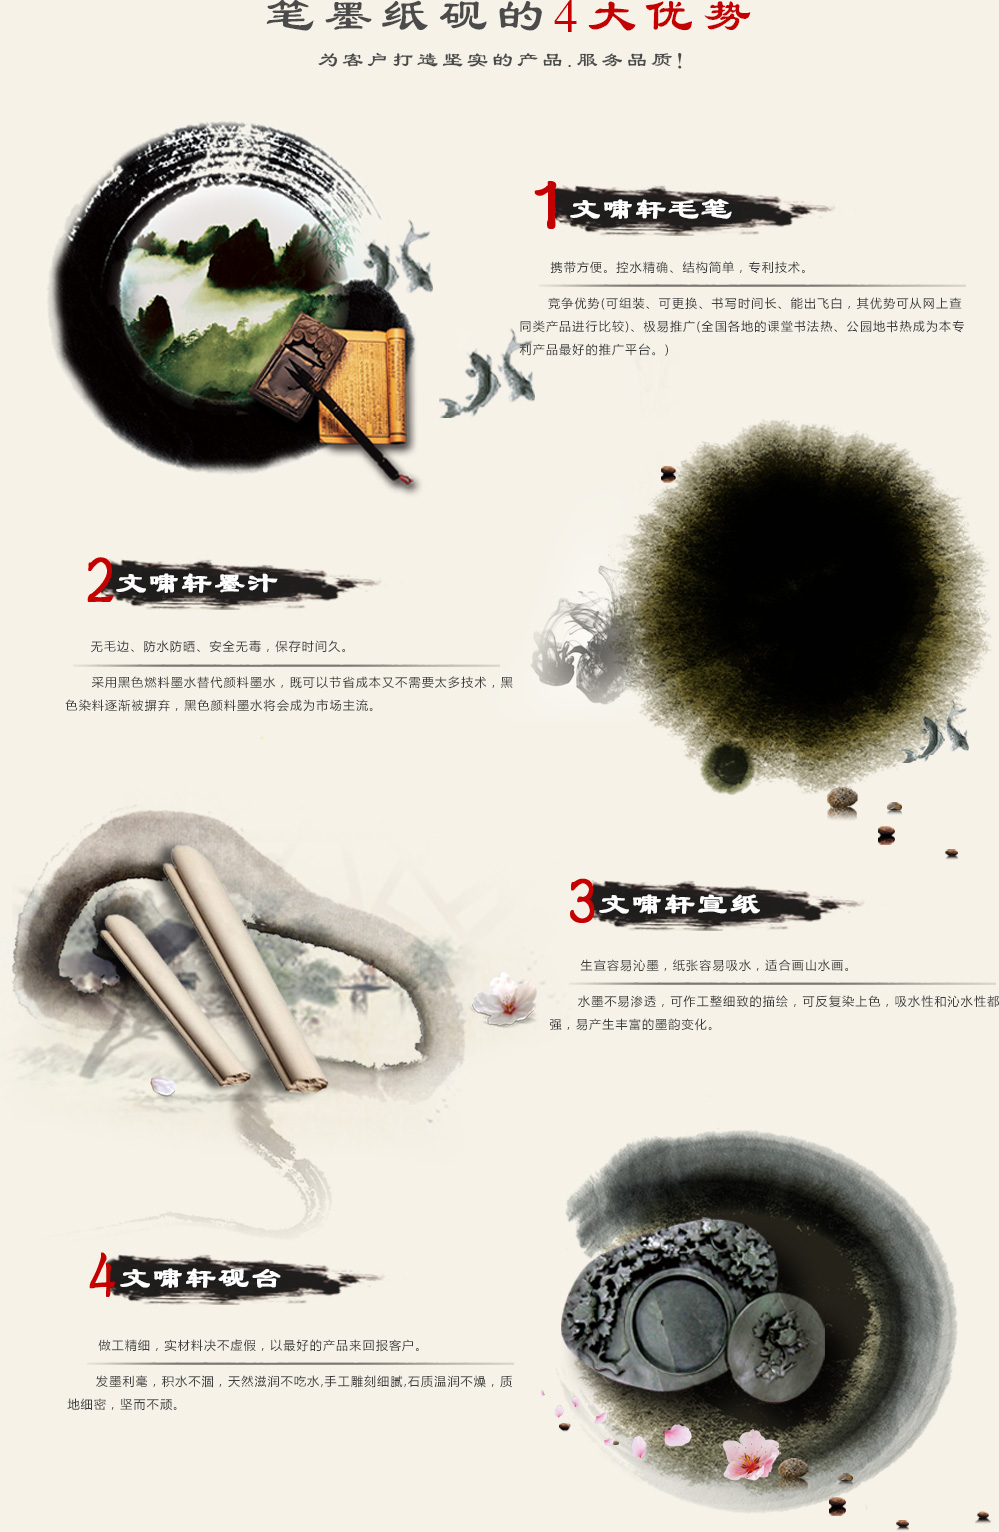 笔墨纸砚的4大优势
为客户打造坚实的产品.服务品质!
1文啸轩毛笔
携带方便。控水精确、结构简单，专利技术。
竞争优势(可组装、可更换、书写时间长、能出飞白，其优势可从网上查
同类产品进行比较)、极易推广(全国各地的课堂书法热、公园地书热成为本专
利产品最好的推广平台。)
2文啸轩墨汁
无毛边、防水防晒、安全无毒，保存时间久。
采用黑色燃料墨水替代颜料墨水，既可以节省成本又不需要太多技术，黑
色染料逐渐被摒弃，黑色颜料墨水将会成为市场主流。
3文啸轩宣纸
生宣容易沁墨，纸张容易吸水，适合画山水画。
水墨不易渗透，可作工整细致的描绘，可反复染上色，吸水性和沁水性都
强，易产生丰富的墨韵变化。
4文啸轩砚台
做工精细，实材料决不虚假，以最好的产品来回报客户。
发墨利毫，积水不涸，天然滋润不吃水,手工雕刻细腻,石质温润不燥，质
地细密，坚而不顽。